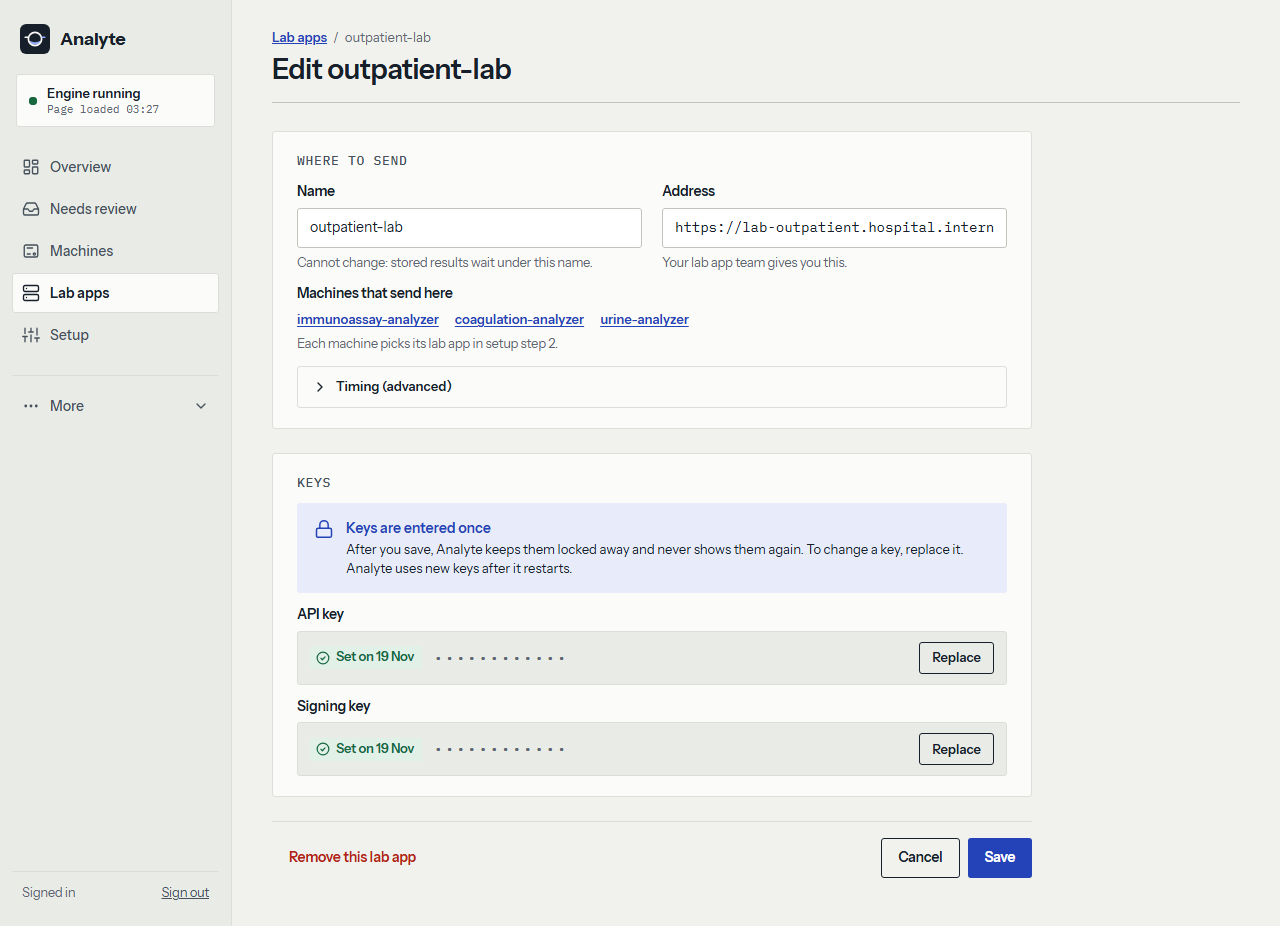 Analyte
Engine running
Page loaded 03:27
Overview
Needs review
Machines
Lab apps
Setup
More
Signed in
Sign out
Lab apps / outpatient-lab
Edit outpatient-lab
WHERE TO SEND
Name
Address
outpatient-lab
https://lab-outpatient.hospital.intern
Cannot change: stored results wait under this name.
Your lab app team gives you this.
Machines that send here
immunoassay-analyzer coagulation-analyzer urine-analyzer
Each machine picks its lab app in setup step 2.
Timing (advanced)
KEYS
Keys are entered once
After you save, Analyte keeps them locked away and never shows them again. To change a key, replace it.
Analyte uses new keys after it restarts.
API key
Set on 19 Nov • • • • • • • • • • • • Replace
Signing key
Set on 19 Nov • • • • • • • • • • • • Replace
Remove this lab app
Cancel
Save